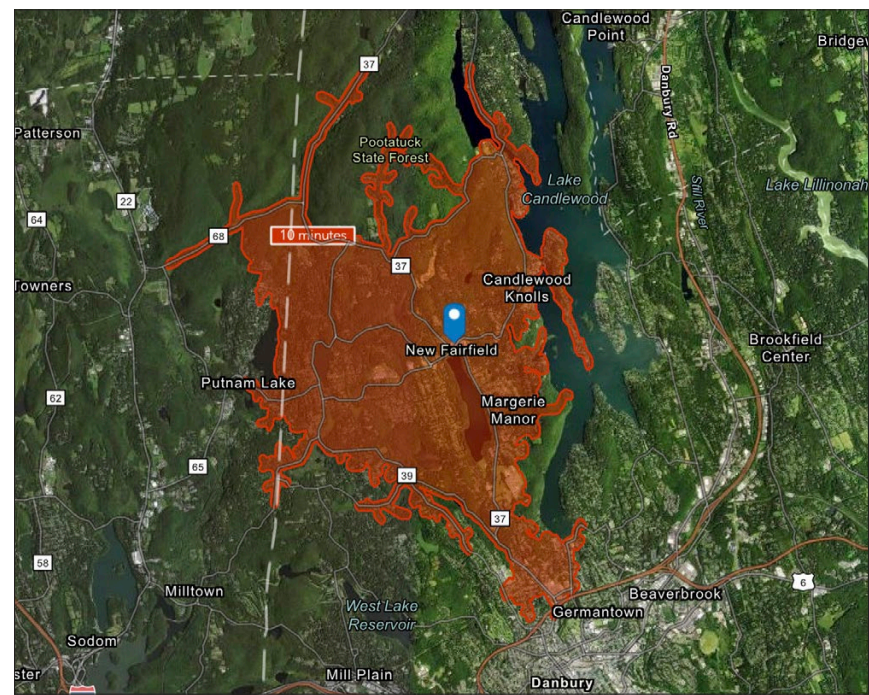 Candlewood
Point
Bridgew
37
Danbury Rd
Patterson
Pootatuck
State Forest
Still River
Lake
Candlewood
Lake Lillinonah
22
64
68
10 minutes
37
Towners
Candlewood
Knolls
New Fairfield
Brookfield
Center
Putnam Lake
62
Margerie
Manor
65
39
37
58
Milltown
West Lake
Reservoir
Beaverbrook
6
Germantown
Sodom
ster
Mill Plain
Danbury